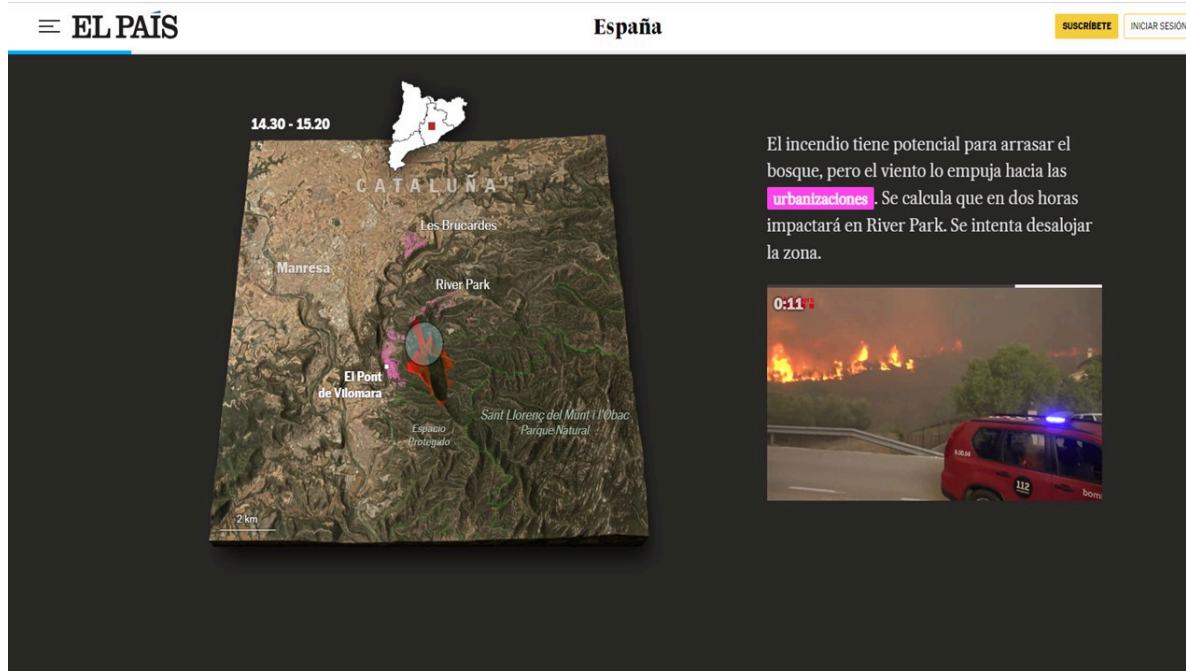 EL PAÍS
España
SUSCRÍBETE
INICIAR SESIÓN
14.30 - 15.20
CATALUÑA
Les Brucardes
Manresa
River Park
El Pont
de Vilomara
Sant Llorenç del Munt i l'Obac
Parque Natural
Espacio
Protegido
2 km
El incendio tiene potencial para arrasar el
bosque, pero el viento lo empuja hacia las
urbanizaciones. Se calcula que en dos horas
impactará en River Park. Se intenta desalojar
la zona.
0:11
112
bom